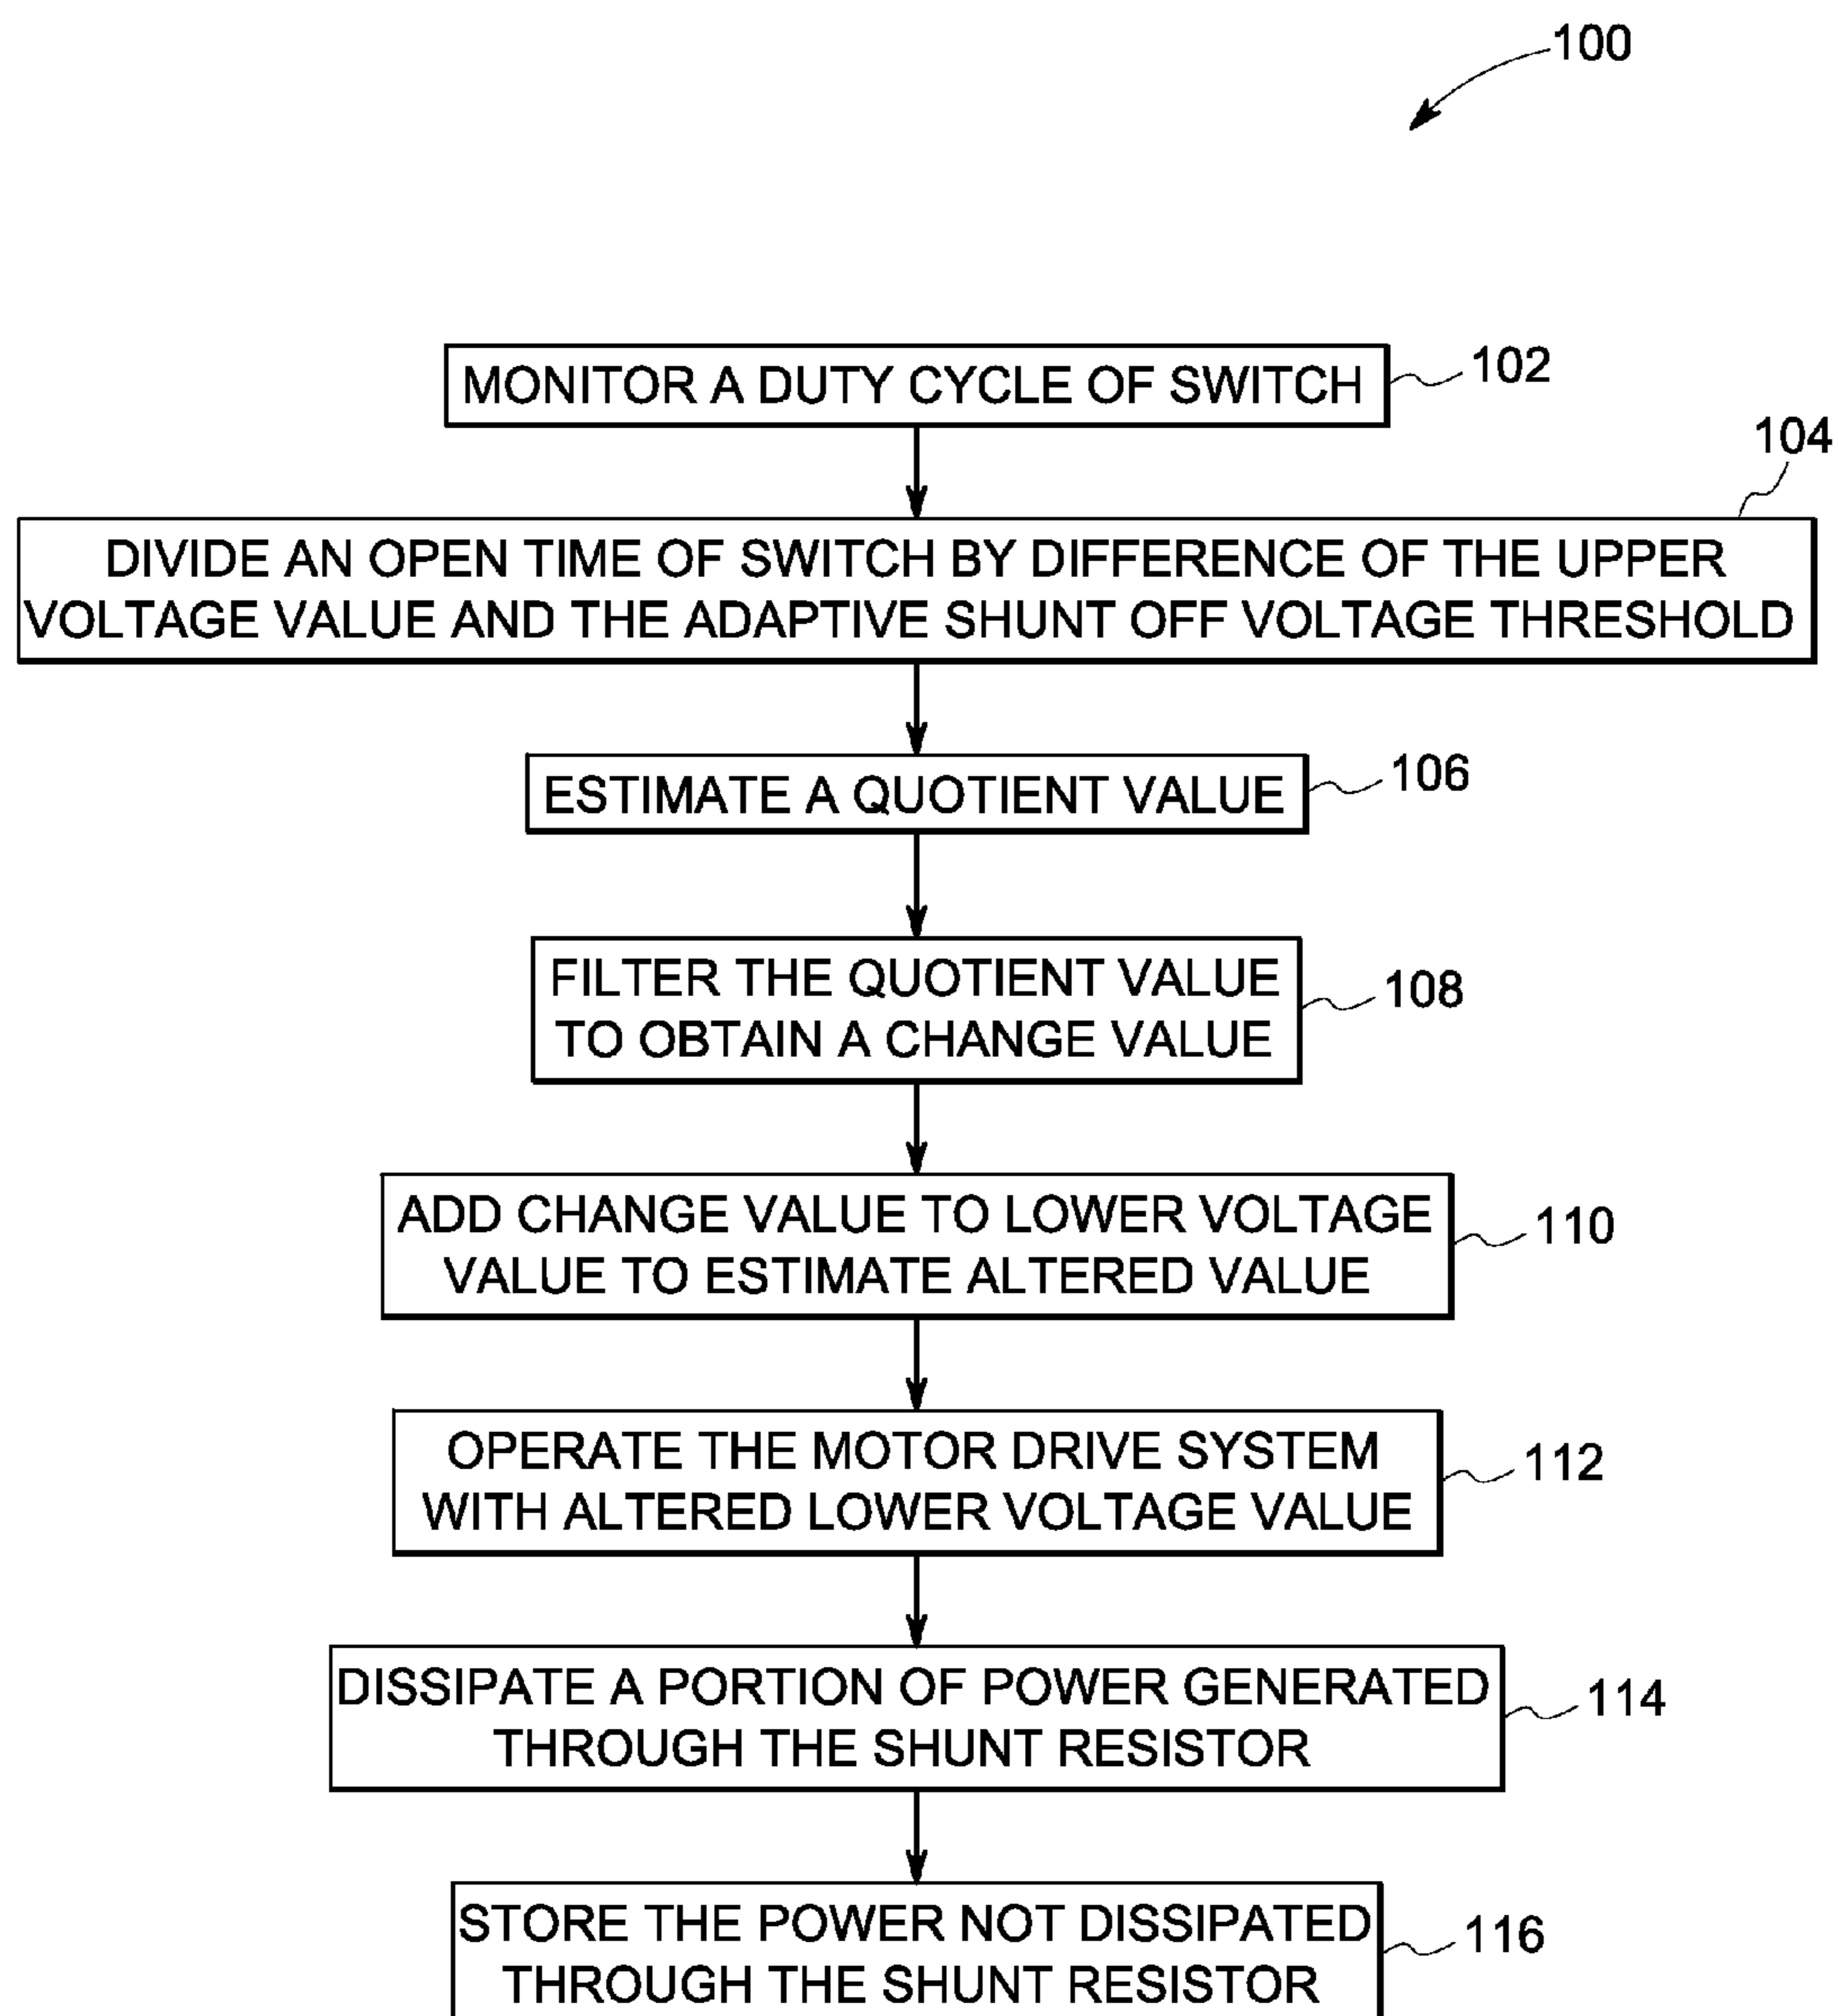 100
MONITOR A DUTY CYCLE OF SWITCH
102
104
DIVIDE AN OPEN TIME OF SWITCH BY DIFFERENCE OF THE UPPER
VOLTAGE VALUE AND THE ADAPTIVE SHUNT OFF VOLTAGE THRESHOLD
ESTIMATE A QUOTIENT VALUE
106
FILTER THE QUOTIENT VALUE
TO OBTAIN A CHANGE VALUE
108
ADD CHANGE VALUE TO LOWER VOLTAGE
VALUE TO ESTIMATE ALTERED VALUE
110
OPERATE THE MOTOR DRIVE SYSTEM
WITH ALTERED LOWER VOLTAGE VALUE
112
DISSIPATE A PORTION OF POWER GENERATED
THROUGH THE SHUNT RESISTOR
114
STORE THE POWER NOT DISSIPATED
THROUGH THE SHUNT RESISTOR
116